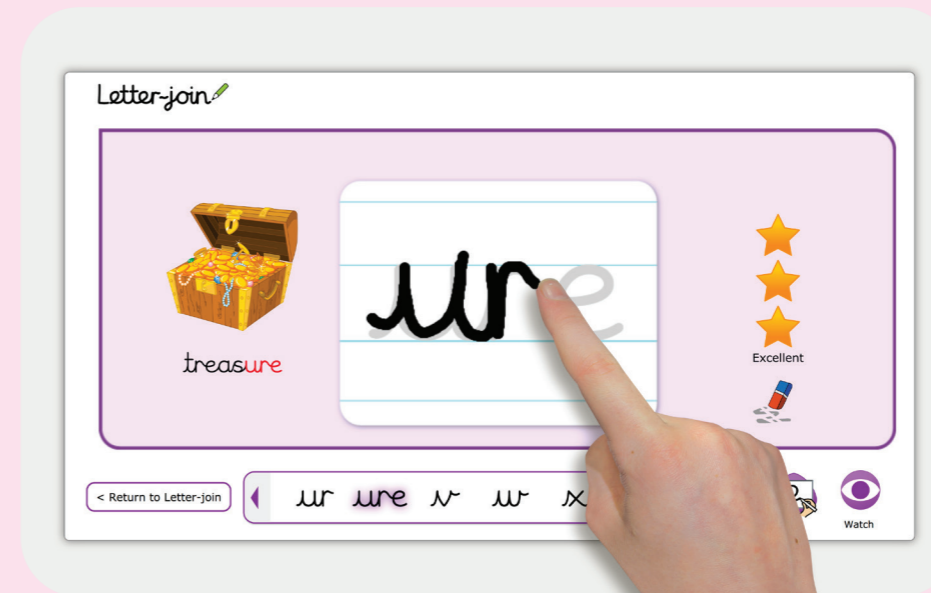 Letter-join
ure
treasure
Excellent
< Return to Letter-join
ur ure v w x
Watch